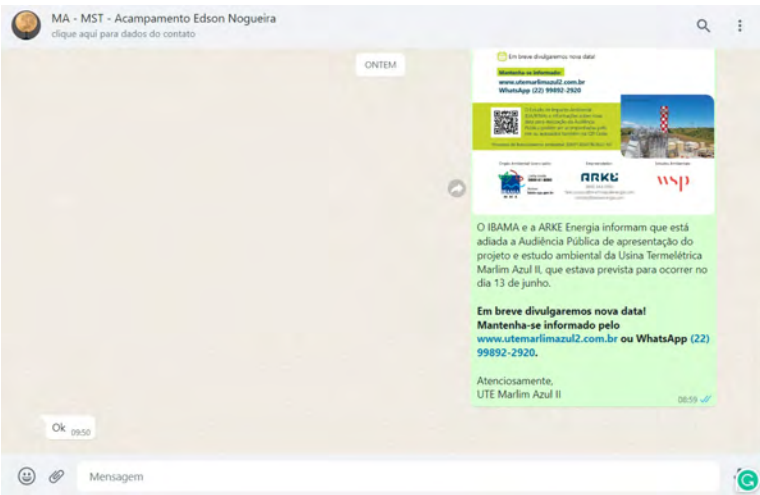 MA - MST - Acampamento Edson Nogueira
clique aqui para dados do contato
ONTEM
Em breve divulgaremos nova data!
Mantenha-se informado:
www.utemarlimazul2.com.br
WhatsApp (22) 99892-2920
IBAMA
ARKE
wsp
O IBAMA e a ARKE Energia informam que está
adiada a Audiência Pública de apresentação do
projeto e estudo ambiental da Usina Termelétrica
Marlim Azul II, que estava prevista para ocorrer no
dia 13 de junho.
Em breve divulgaremos nova data!
Mantenha-se informado pelo
www.utemarlimazul2.com.br ou WhatsApp (22)
99892-2920.
Atenciosamente,
UTE Marlim Azul II
08:59
Ok 09:50
Mensagem